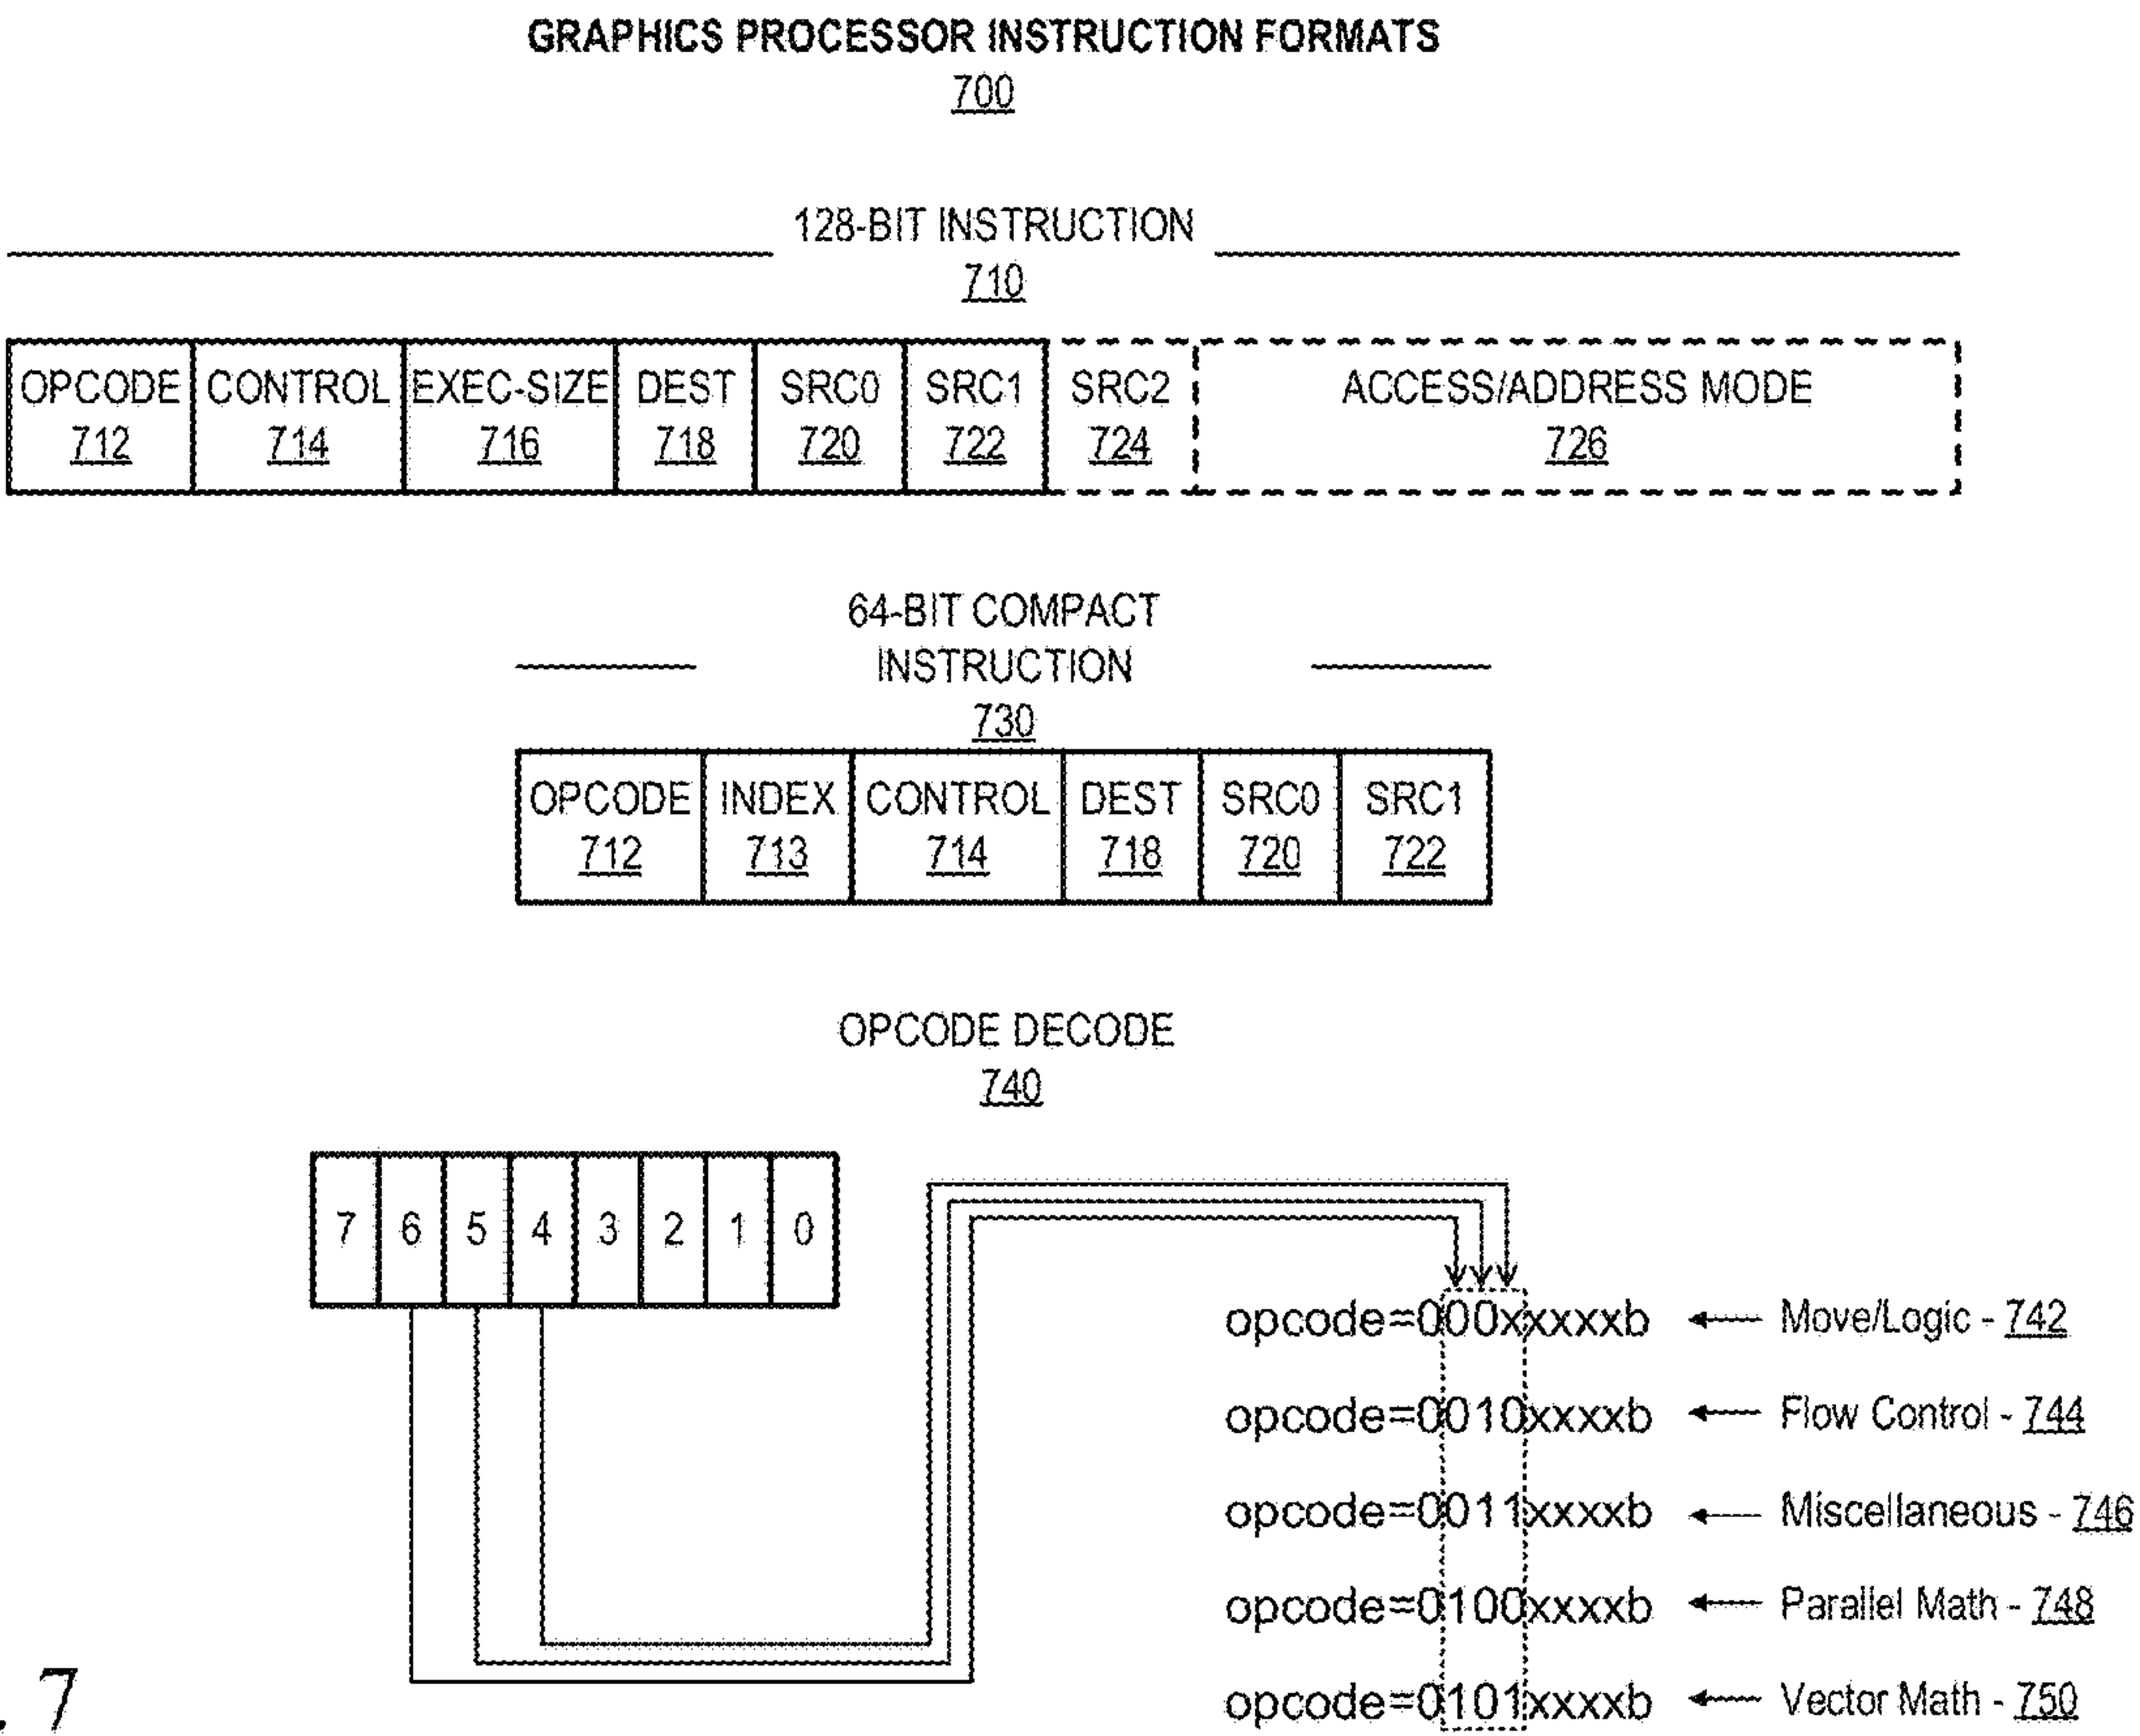 GRAPHICS PROCESSOR INSTRUCTION FORMATS
700
128-BIT INSTRUCTION
710
OPCODE CONTROL EXEC-SIZE DEST SRC0 SRC1 SRC2 ACCESS/ADDRESS MODE
712 714 716 718 720 722 724 726
64-BIT COMPACT
INSTRUCTION
730
OPCODE INDEX CONTROL DEST SRC0 SRC1
712 713 714 718 720 722
OPCODE DECODE
740
7 6 5 4 3 2 1 0
opcode=000xxxxxb Move/Logic - 742
opcode=0010xxxxb Flow Control - 744
opcode=0011xxxxb Miscellaneous - 746
opcode=0100xxxxb Parallel Math - 748
opcode=0101xxxxb Vector Math - 750
. 7